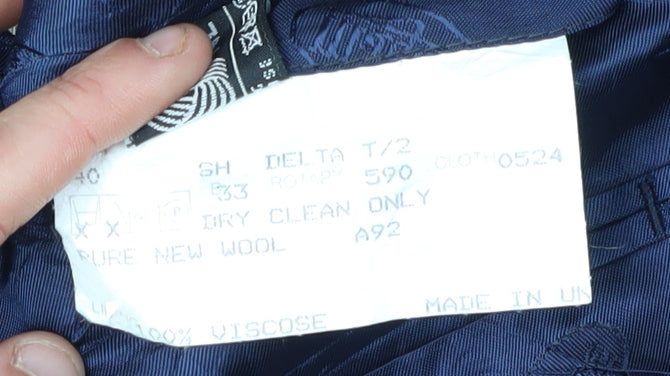 40 SH DELTA T/2
33 ROTARY 590 CLOTH 0524
DRY CLEAN ONLY
PURE NEW WOOL A92
100% VISCOSE MADE IN